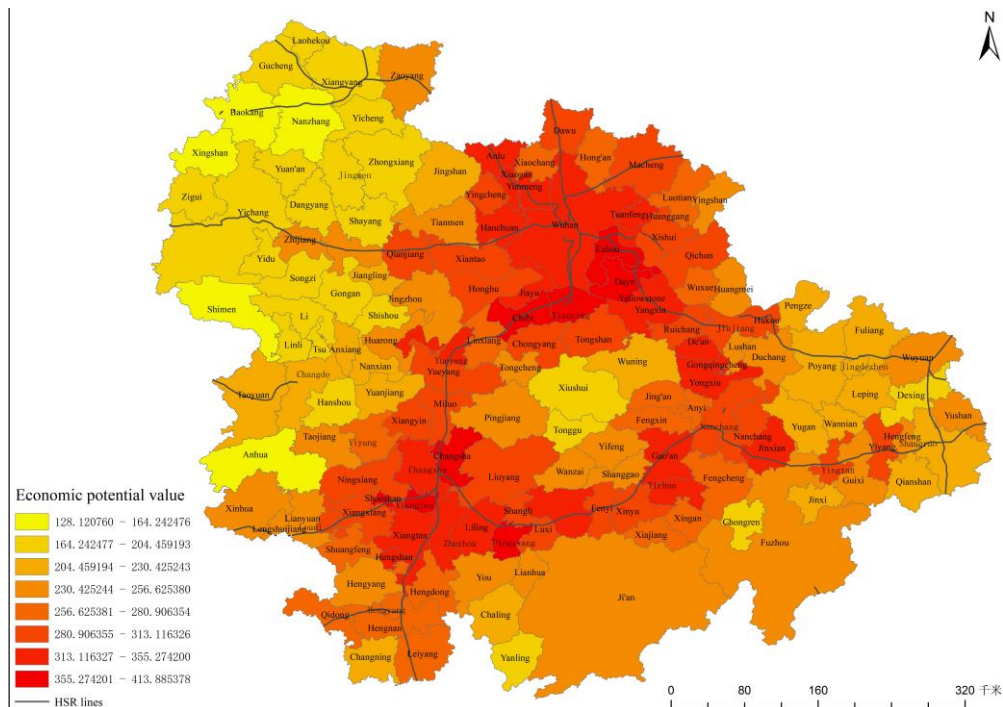 N
Laohekou
Gucheng
Xiangyang
Zaoyang
Baokang
Nanzhang
Yicheng
Dawu
Xingshan
Anlu
Xiaochang
Hong'an
Macheng
Yuan'an
Zhongxiang
Jingmen
Jingshan
Xiaogan
Yunmeng
Yingcheng
Luotian
Yingshan
Zigui
Dangyang
Yichang
Shayang
Tianmen
Hanchuan
Wuhan
Tuanfeng
Huanggang
Zhijiang
Qianjiang
Xiantao
Xishui
Ezhou
Qichun
Yidu
Songzi
Jiangling
Jingzhou
Honghu
Jiayu
Daye
Yellowstone
Wuxue
Huangmei
Shimen
Gongan
Shishou
Chibi
Xianning
Yangxin
Pengze
Li
Linli
Tsu
Anxiang
Huarong
Linxiang
Chongyang
Tongshan
Ruichang
Jiujiang
Hukou
Fuliang
Changde
Nanxian
Yueyang
Yueyang
Tongcheng
Wuning
De'an
Lushan
Duchang
Wuyuan
Gongqingcheng
Poyang
Jingdezhen
Taoyuan
Hanshou
Yuanjiang
Miluo
Xiushui
Yongxin
Leping
Dexing
Taojiang
Yiyang
Xiangyin
Pingjiang
Jing'an
Anyi
Fengxin
Nanchang
Nanchang
Yugan
Wannian
Yushan
Anhua
Tonggu
Yifeng
Jinxian
Yiyang
Hengfeng
Shangrao
Changsha
Changsha
Gao'an
Wanzai
Shanggao
Yichun
Fengcheng
Yingtan
Guixi
Qianshan
Ningxiang
Liuyang
Economic potential value
Shaoshan
Xiangtan
Xiangxiang
Shangli
Fenyi
Xinyu
Xingan
Jinxi
Xinhua
Lianyuan
Lengshuijiang
Loudi
Liling
Luxi
Chongren
128.120760 - 164.242476
Shuangfeng
Xiangtan
Zhuzhou
Pingxiang
Xiajiang
Fuzhou
164.242477 - 204.459193
Hengshan
204.459194 - 230.425243
Hengyang
Hengdong
You
Lianhua
230.425244 - 256.625380
Ji'an
256.625381 - 280.906354
Qidong
Hengyang
Chaling
280.906355 - 313.116326
Hengnan
313.116327 - 355.274200
Changning
Leiyang
Yanling
355.274201 - 413.885378
HSR lines
0 80 160 320 千米